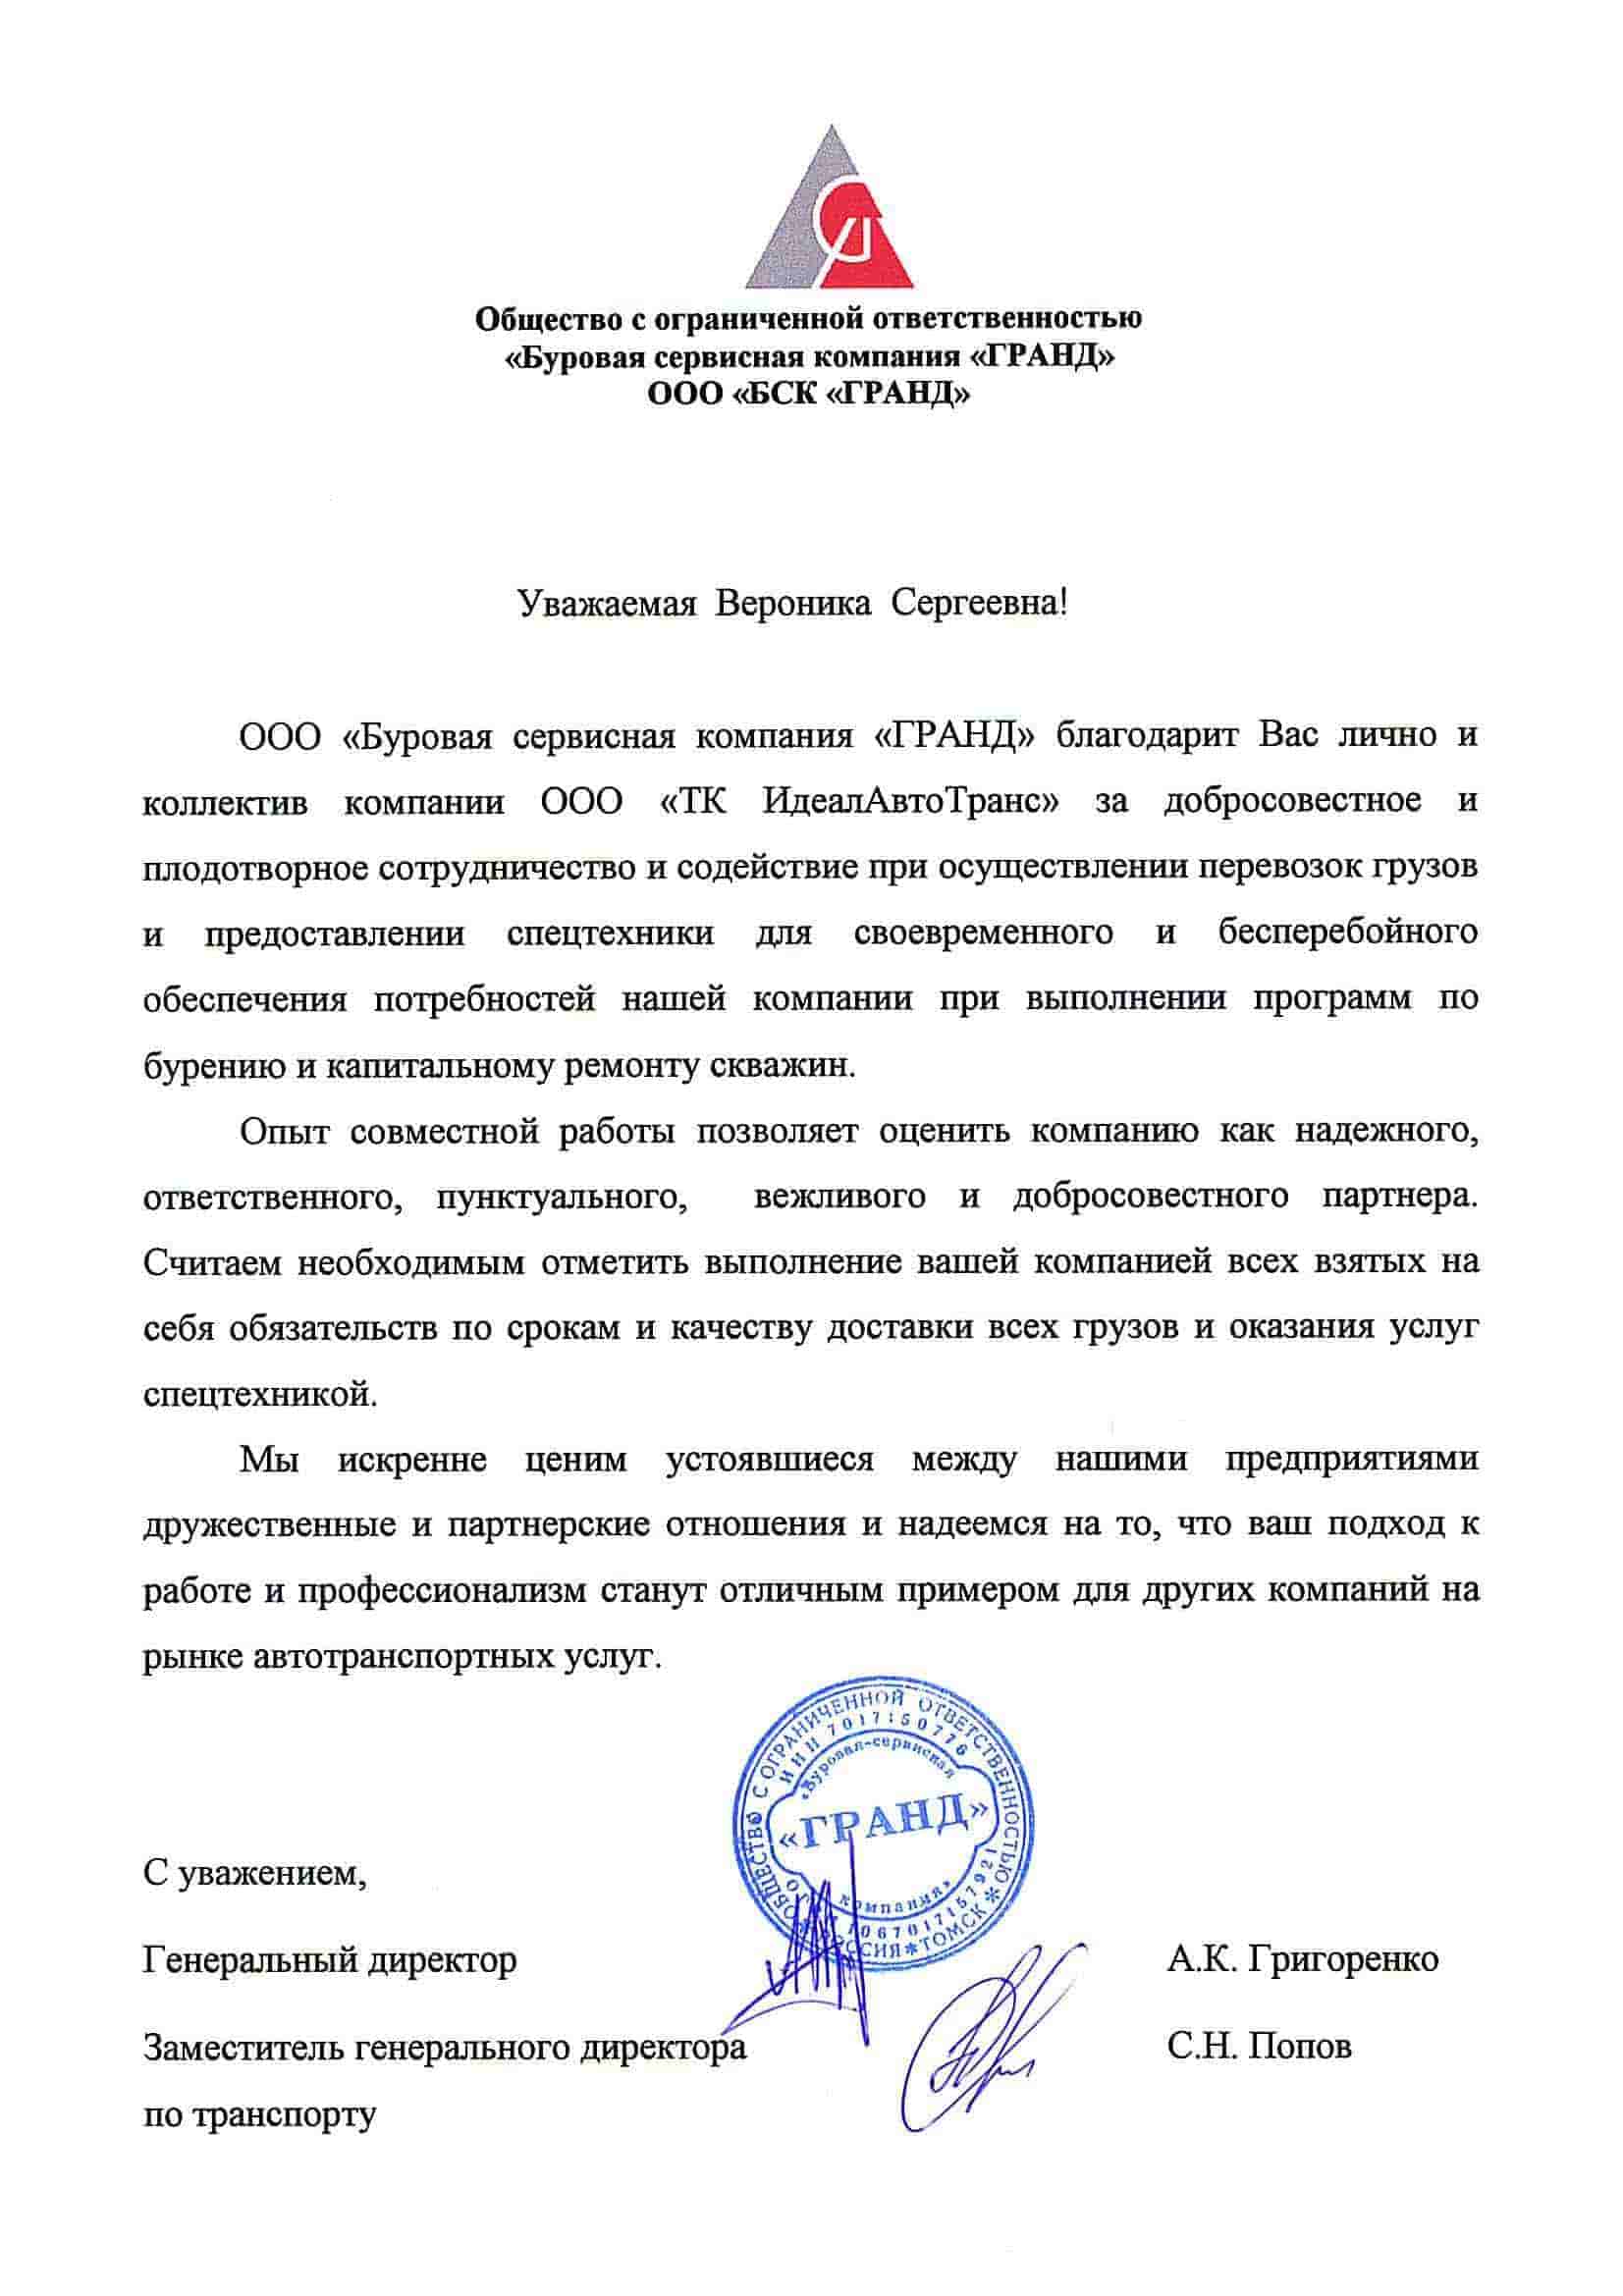 Общество с ограниченной ответственностью
«Буровая сервисная компания «ГРАНД»
ООО «БСК «ГРАНД»
Уважаемая Вероника Сергеевна!
ООО «Буровая сервисная компания «ГРАНД» благодарит Вас лично и
коллектив компании ООО «ТК ИдеалАвтоТранс» за добросовестное и
плодотворное сотрудничество и содействие при осуществлении перевозок грузов
и предоставлении спецтехники для своевременного и бесперебойного
обеспечения потребностей нашей компании при выполнении программ по
бурению и капитальному ремонту скважин.
Опыт совместной работы позволяет оценить компанию как надежного,
ответственного, пунктуального, вежливого и добросовестного партнера.
Считаем необходимым отметить выполнение вашей компанией всех взятых на
себя обязательств по срокам и качеству доставки всех грузов и оказания услуг
спецтехникой.
Мы искренне ценим устоявшиеся между нашими предприятиями
дружественные и партнерские отношения и надеемся на то, что ваш подход к
работе и профессионализм станут отличным примером для других компаний на
рынке автотранспортных услуг.
ОБЩЕСТВО С ОГРАНИЧЕННОЙ ОТВЕТСТВЕННОСТЬЮ
ИНН 7017150776
«Буровая-сервисная
«ГРАНД»
компания»
1067017157921
РОССИЯ * ТОМСК *
С уважением,
Генеральный директор А.К. Григоренко
Заместитель генерального директора С.Н. Попов
по транспорту